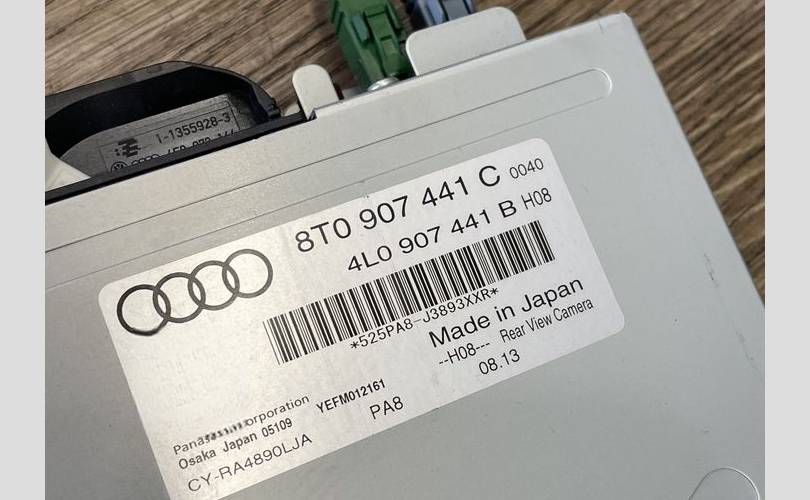 1-1355928-3
8T0 907 441 C 0040
4L0 907 441 B H08
*525PA8-J3893XXR*
Made in Japan
--H08--- Rear View Camera
08.13
orporation YEFM012161
Osaka Japan 05109 PA8
CY-RA4890LJA